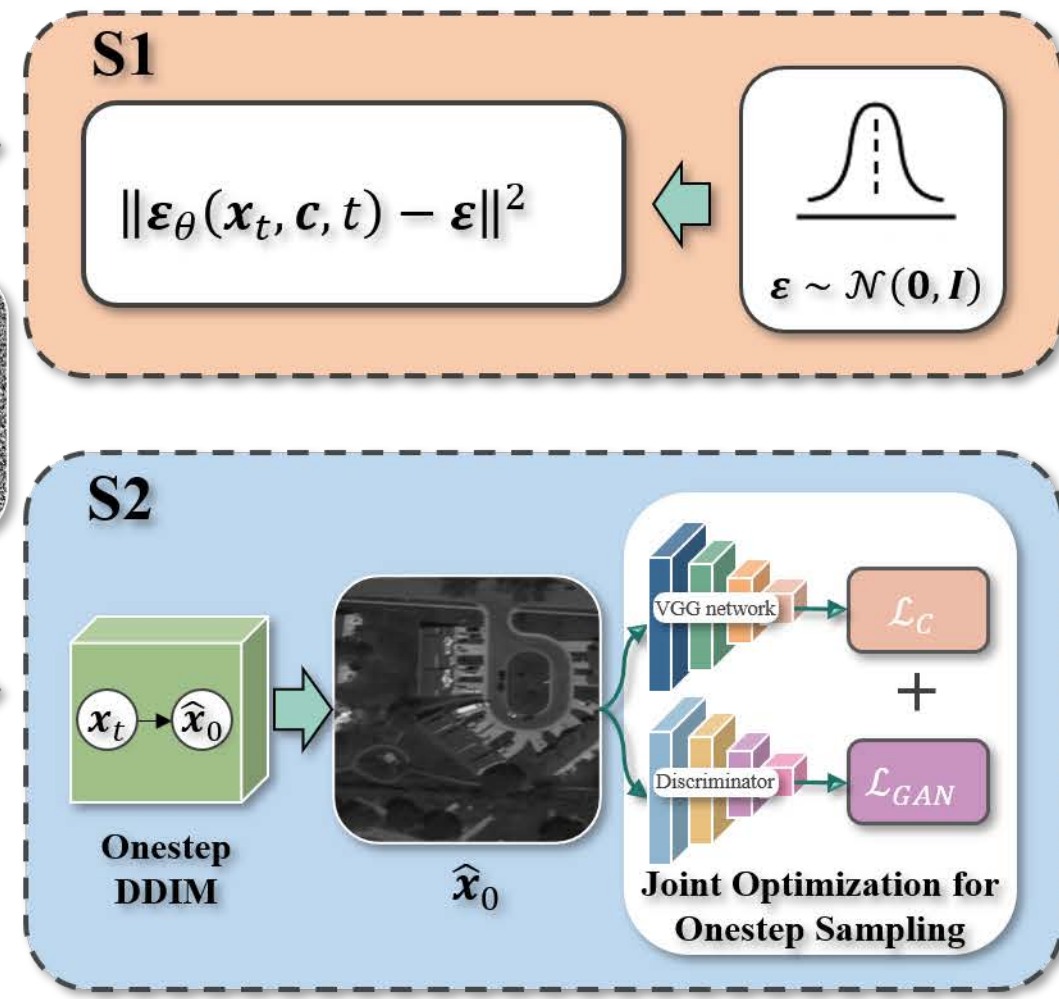 S1
‖ε_θ(x_t, c, t) − ε‖²
ε ~ 𝒩(0, I)
S2
x_t
x̂_0
Onestep
DDIM
x̂_0
VGG network
ℒ_C
+
Discriminator
ℒ_GAN
Joint Optimization for
Onestep Sampling